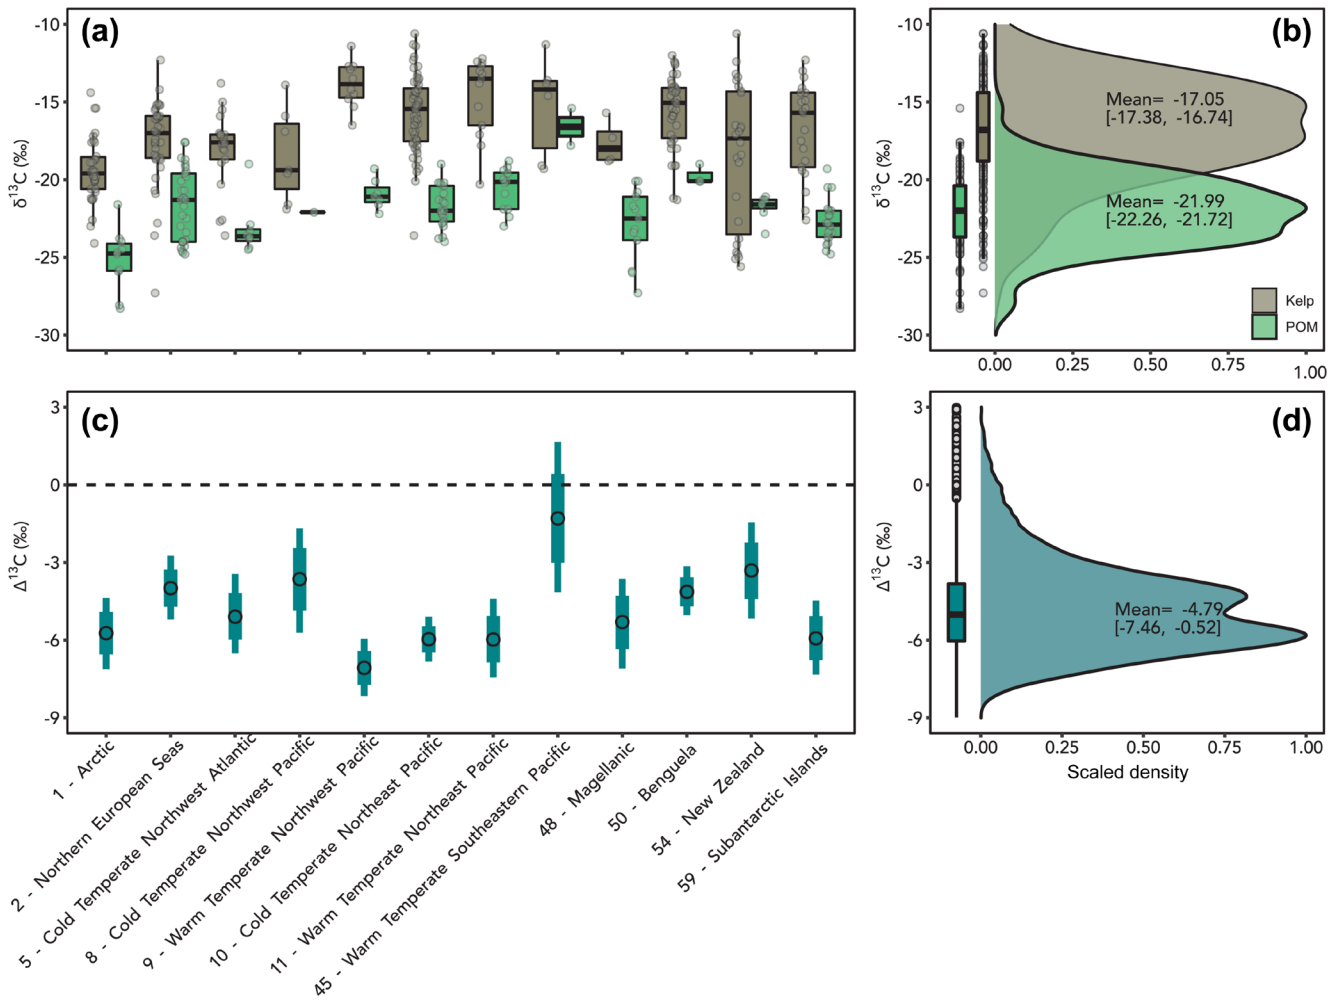 (a)
-10
-15
-20
-25
-30
δ¹³C (‰)
(b)
-10
-15
-20
-25
-30
δ¹³C (‰)
Mean= -17.05
[-17.38, -16.74]
Mean= -21.99
[-22.26, -21.72]
Kelp
POM
0.00 0.25 0.50 0.75 1.00
(c)
3
0
-3
-6
-9
Δ¹³C (‰)
1 - Arctic
2 - Northern European Seas
5 - Cold Temperate Northwest Atlantic
8 - Cold Temperate Northwest Pacific
9 - Warm Temperate Northwest Pacific
10 - Cold Temperate Northeast Pacific
11 - Warm Temperate Northeast Pacific
45 - Warm Temperate Southeastern Pacific
48 - Magellanic
50 - Benguela
54 - New Zealand
59 - Subantarctic Islands
(d)
3
0
-3
-6
-9
Δ¹³C (‰)
Mean= -4.79
[-7.46, -0.52]
0.00 0.25 0.50 0.75 1.00
Scaled density